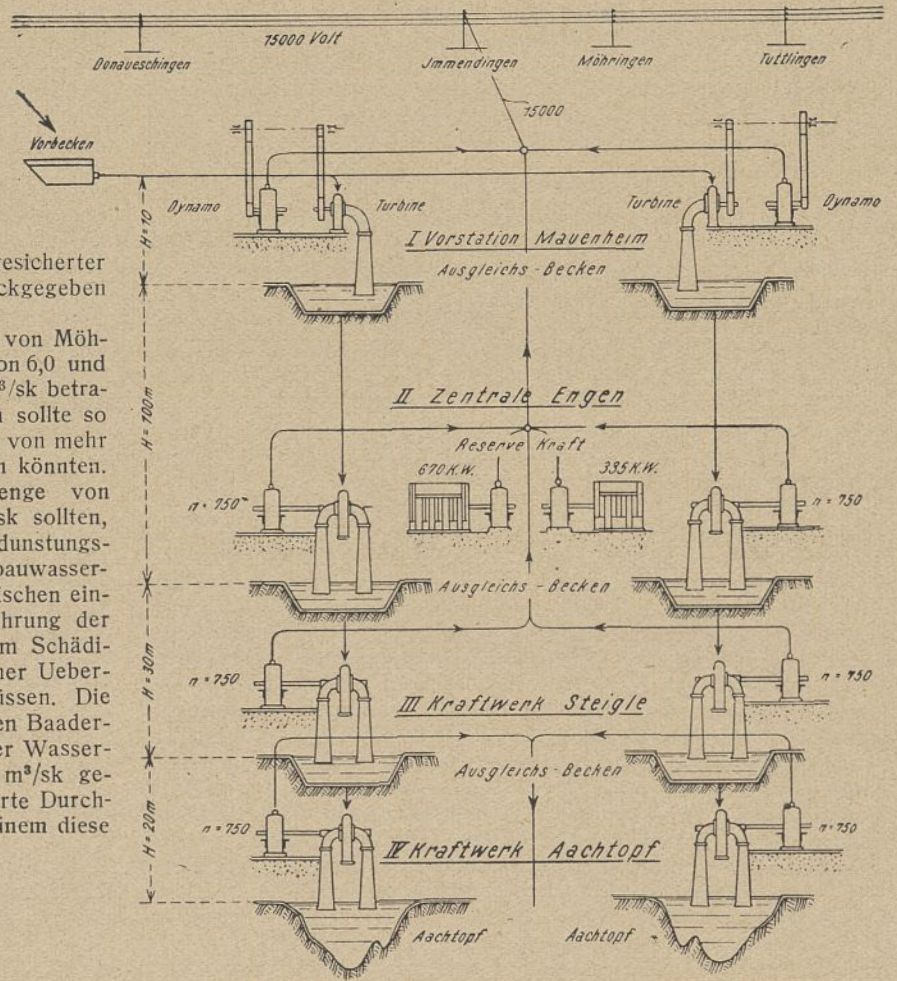 15000 Volt
Donaueschingen
Jmmendingen
Möhringen
Tuttlingen
15000
Vorbecken
Dynamo
Turbine
Turbine
Dynamo
H=10
I Vorstation Mauenheim
Ausgleichs-Becken
H=100m
II Zentrale Engen
Reserve Kraft
670 K.W.
335 K.W.
n=750
n=750
Ausgleichs-Becken
H=30m
n=750
n=750
III Kraftwerk Steigle
Ausgleichs-Becken
H=20m
n=750
n=750
IV Kraftwerk Aachtopf
Aachtopf
Aachtopf
resicherter
ckgegeben
von Möh-
on 6,0 und
³/sk betra-
sollte so
von mehr
könnten.
enge von
sk sollten,
dunstungs-
bauwasser-
ischen ein-
hrung der
m Schädi-
ner Ueber-
üssen. Die
en Baader-
er Wasser-
m³/sk ge-
rte Durch-
inem diese